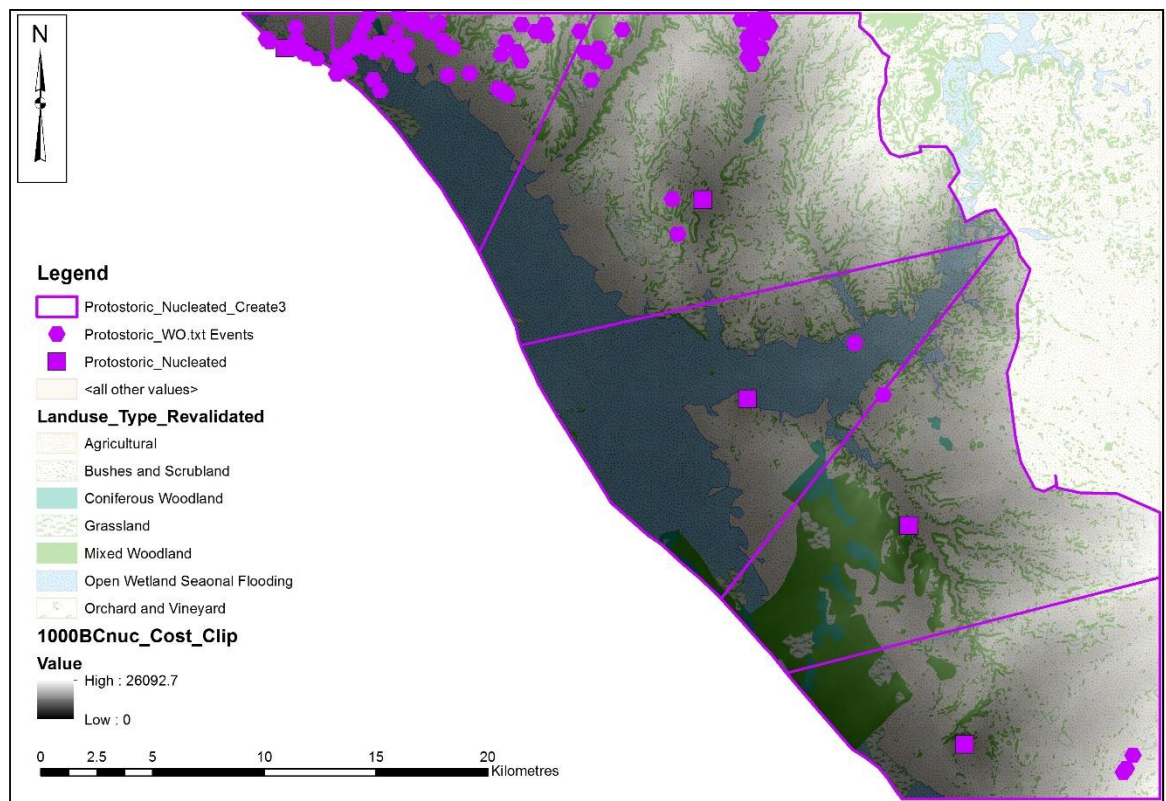 N
Legend
Protostoric_Nucleated_Create3
Protostoric_WO.txt Events
Protostoric_Nucleated
<all other values>
Landuse_Type_Revalidated
Agricultural
Bushes and Scrubland
Coniferous Woodland
Grassland
Mixed Woodland
Open Wetland Seaonal Flooding
Orchard and Vineyard
1000BCnuc_Cost_Clip
Value
High : 26092.7
Low : 0
0 2.5 5 10 15 20
Kilometres